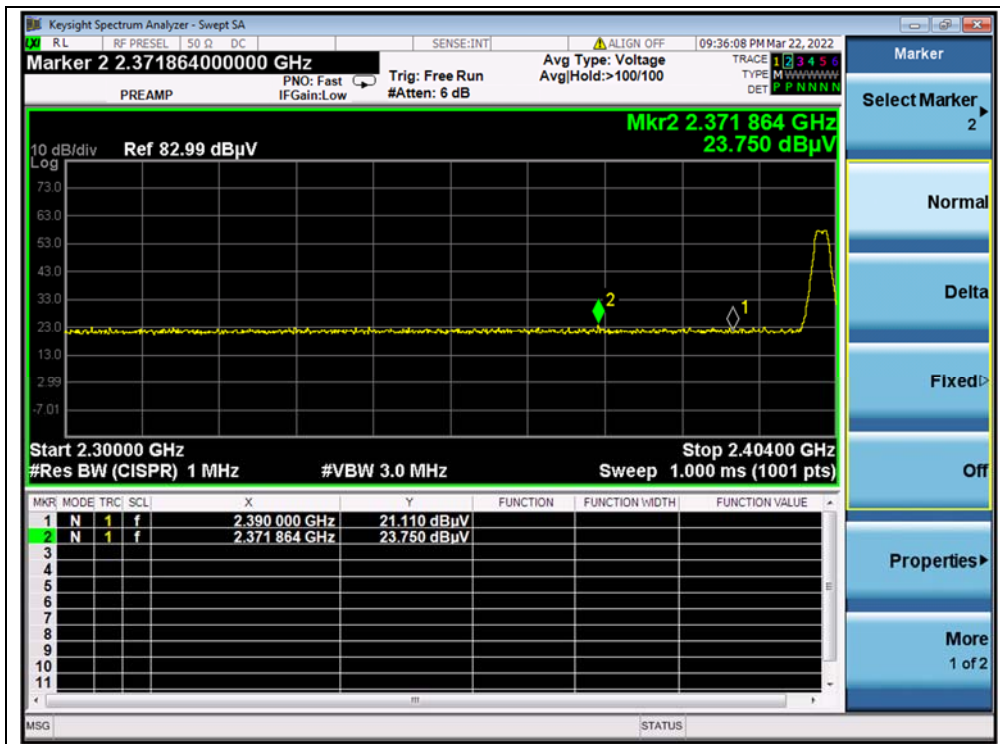 Keysight Spectrum Analyzer - Swept SA
LXI RL RF PRESEL 50 Ω DC SENSE:INT ALIGN OFF 09:36:08 PM Mar 22, 2022
Marker 2 2.371864000000 GHz
PREAMP
PNO: Fast
IFGain:Low
Trig: Free Run
#Atten: 6 dB
Avg Type: Voltage
Avg|Hold:>100/100
TRACE 1 2 3 4 5 6
TYPE M WWWWW
DET P P N N N N
Mkr2 2.371 864 GHz
23.750 dBµV
10 dB/div Ref 82.99 dBµV
Log
73.0
63.0
53.0
43.0
33.0
23.0
13.0
2.99
-7.01
2
1
Start 2.30000 GHz Stop 2.40400 GHz
#Res BW (CISPR) 1 MHz #VBW 3.0 MHz Sweep 1.000 ms (1001 pts)
MKR MODE TRC SCL X Y FUNCTION FUNCTION WIDTH FUNCTION VALUE
1 N 1 f 2.390 000 GHz 21.110 dBµV
2 N 1 f 2.371 864 GHz 23.750 dBµV
3
4
5
6
7
8
9
10
11
MSG STATUS
Marker
Select Marker
2
Normal
Delta
Fixed
Off
Properties
More
1 of 2